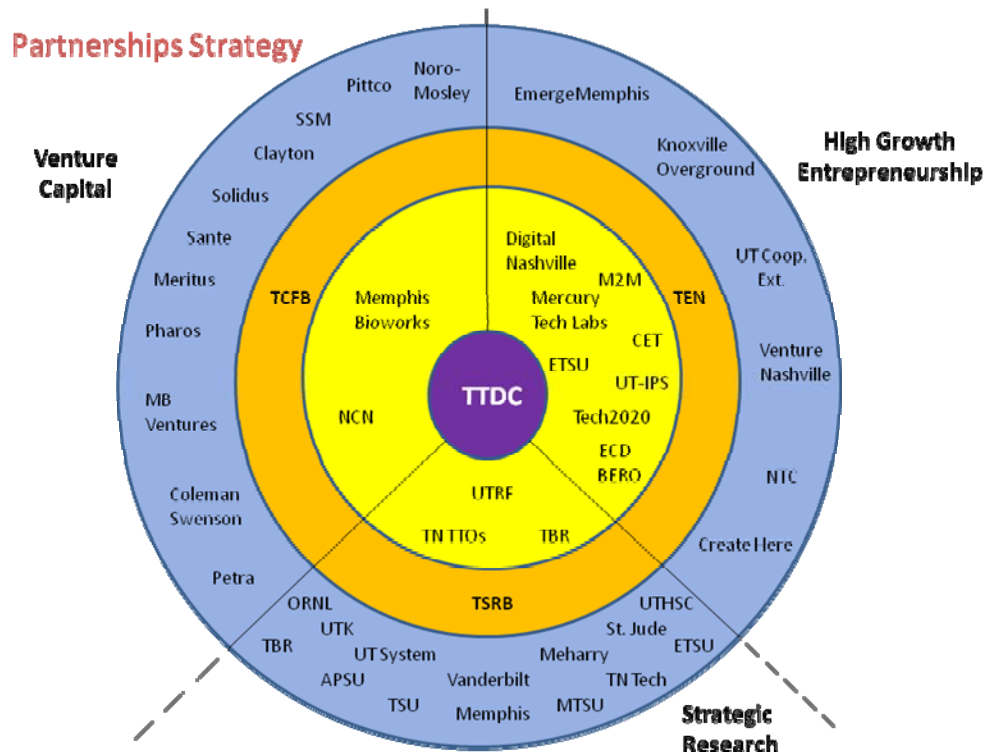 Partnerships Strategy
Venture
Capital
High Growth
Entrepreneurship
Strategic
Research
Noro-
Mosley
Pittco
SSM
Clayton
Solidus
Sante
Meritus
Pharos
MB
Ventures
Coleman
Swenson
Petra
EmergeMemphis
Knoxville
Overground
UT Coop.
Ext.
Venture
Nashville
NTC
Create Here
TCFB
TEN
TSRB
Memphis
Bioworks
NCN
Digital
Nashville
M2M
Mercury
Tech Labs
CET
ETSU
UT-IPS
Tech2020
ECD
BERO
TTDC
UTRF
TN TTOs
TBR
ORNL
UTHSC
UTK
St. Jude
TBR
ETSU
UT System
Meharry
APSU
Vanderbilt
TN Tech
TSU
Memphis
MTSU